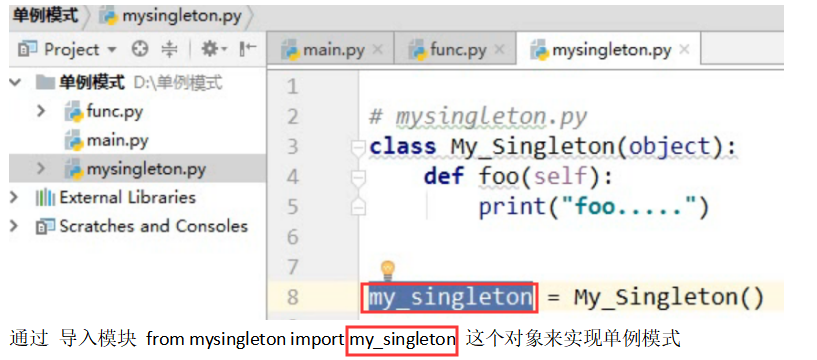 单例模式 mysingleton.py
Project main.py func.py mysingleton.py
单例模式 D:\单例模式
func.py
main.py
mysingleton.py
External Libraries
Scratches and Consoles
1
2 # mysingleton.py
3 class My_Singleton(object):
4 def foo(self):
5 print("foo.....")
6
7
8 my_singleton = My_Singleton()
通过 导入模块 from mysingleton import my_singleton 这个对象来实现单例模式